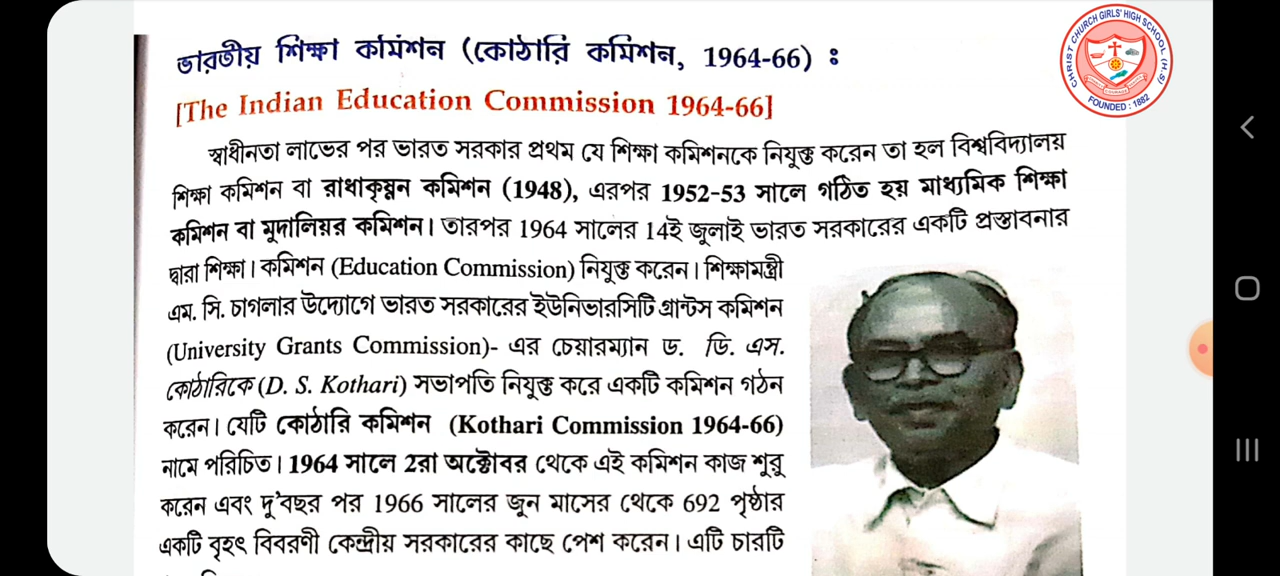 ভারতীয় শিক্ষা কমিশন (কোঠারি কমিশন, 1964-66) :
[The Indian Education Commission 1964-66]
CHRIST CHURCH GIRLS' HIGH SCHOOL (H.S)
FOUNDED : 1882
স্বাধীনতা লাভের পর ভারত সরকার প্রথম যে শিক্ষা কমিশনকে নিযুক্ত করেন তা হল বিশ্ববিদ্যালয়
শিক্ষা কমিশন বা রাধাকৃষ্ণন কমিশন (1948), এরপর 1952-53 সালে গঠিত হয় মাধ্যমিক শিক্ষা
কমিশন বা মুদালিয়র কমিশন। তারপর 1964 সালের 14ই জুলাই ভারত সরকারের একটি প্রস্তাবনার
দ্বারা শিক্ষা। কমিশন (Education Commission) নিযুক্ত করেন। শিক্ষামন্ত্রী
এম. সি. চাগলার উদ্যোগে ভারত সরকারের ইউনিভারসিটি গ্রান্টস কমিশন
(University Grants Commission)- এর চেয়ারম্যান ড. ডি. এস.
কোঠারিকে (D. S. Kothari) সভাপতি নিযুক্ত করে একটি কমিশন গঠন
করেন। যেটি কোঠারি কমিশন (Kothari Commission 1964-66)
নামে পরিচিত। 1964 সালে 2রা অক্টোবর থেকে এই কমিশন কাজ শুরু
করেন এবং দু'বছর পর 1966 সালের জুন মাসের থেকে 692 পৃষ্ঠার
একটি বৃহৎ বিবরণী কেন্দ্রীয় সরকারের কাছে পেশ করেন। এটি চারটি